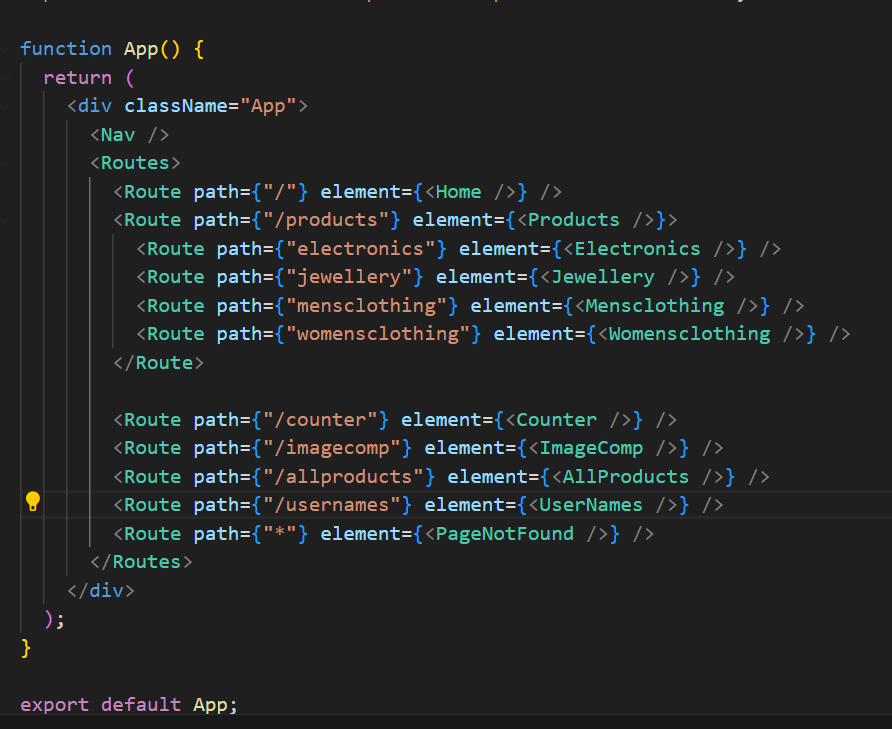 function App() {
  return (
    <div className="App">
      <Nav />
      <Routes>
        <Route path={"/"} element={<Home />} />
        <Route path={"/products"} element={<Products />}>
          <Route path={"electronics"} element={<Electronics />} />
          <Route path={"jewellery"} element={<Jewellery />} />
          <Route path={"mensclothing"} element={<Mensclothing />} />
          <Route path={"womensclothing"} element={<Womensclothing />} />
        </Route>

        <Route path={"/counter"} element={<Counter />} />
        <Route path={"/imagecomp"} element={<ImageComp />} />
        <Route path={"/allproducts"} element={<AllProducts />} />
        <Route path={"/usernames"} element={<UserNames />} />
        <Route path={"*"} element={<PageNotFound />} />
      </Routes>
    </div>
  );
}

export default App;